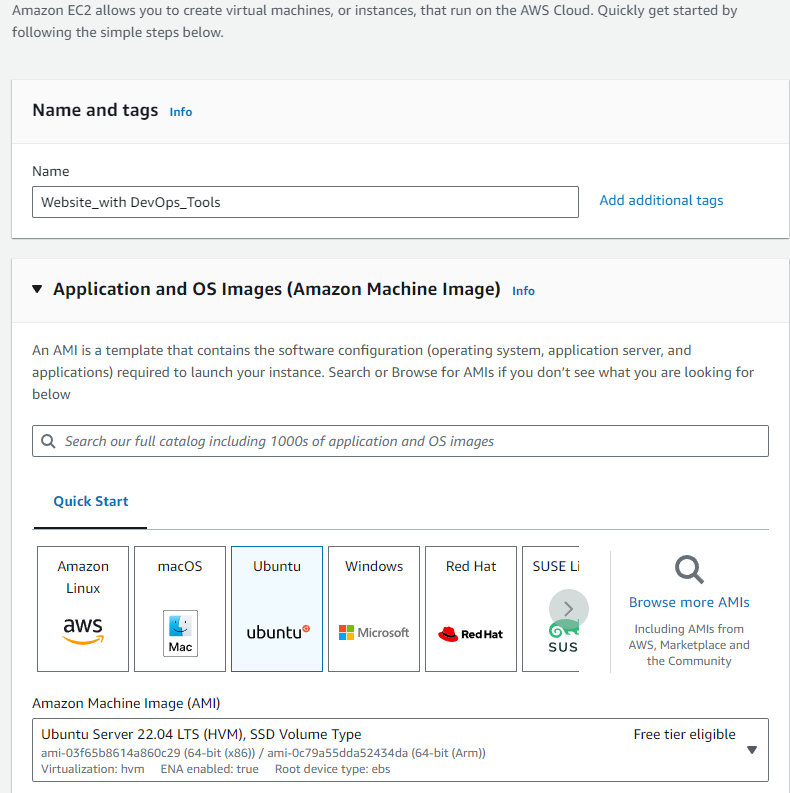 Amazon EC2 allows you to create virtual machines, or instances, that run on the AWS Cloud. Quickly get started by
following the simple steps below.
Name and tags Info
Name
Website_with DevOps_Tools
Add additional tags
Application and OS Images (Amazon Machine Image) Info
An AMI is a template that contains the software configuration (operating system, application server, and
applications) required to launch your instance. Search or Browse for AMIs if you don’t see what you are looking for
below
Search our full catalog including 1000s of application and OS images
Quick Start
Amazon
Linux
aws
macOS
Mac
Ubuntu
ubuntu
Windows
Microsoft
Red Hat
Red Hat
SUSE Li
SUS
Browse more AMIs
Including AMIs from
AWS, Marketplace and
the Community
Amazon Machine Image (AMI)
Ubuntu Server 22.04 LTS (HVM), SSD Volume Type
Free tier eligible
ami-03f65b8614a860c29 (64-bit (x86)) / ami-0c79a55dda52434da (64-bit (Arm))
Virtualization: hvm ENA enabled: true Root device type: ebs